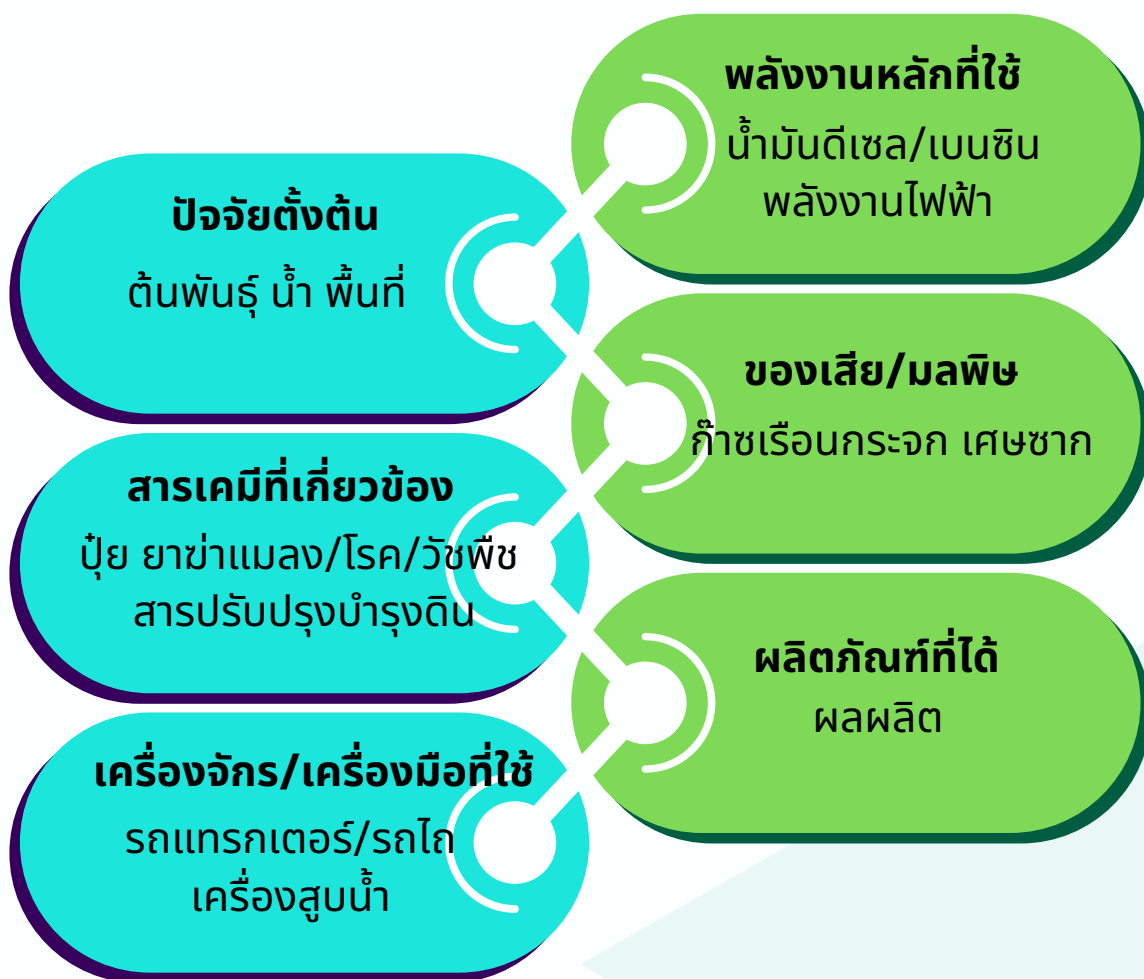 พลังงานหลักที่ใช้
น้ำมันดีเซล/เบนซิน
พลังงานไฟฟ้า
ปัจจัยตั้งต้น
ต้นพันธุ์ น้ำ พื้นที่
ของเสีย/มลพิษ
ก๊าซเรือนกระจก เศษซาก
สารเคมีที่เกี่ยวข้อง
ปุ๋ย ยาฆ่าแมลง/โรค/วัชพืช
สารปรับปรุงบำรุงดิน
ผลิตภัณฑ์ที่ได้
ผลผลิต
เครื่องจักร/เครื่องมือที่ใช้
รถแทรกเตอร์/รถไถ
เครื่องสูบน้ำ